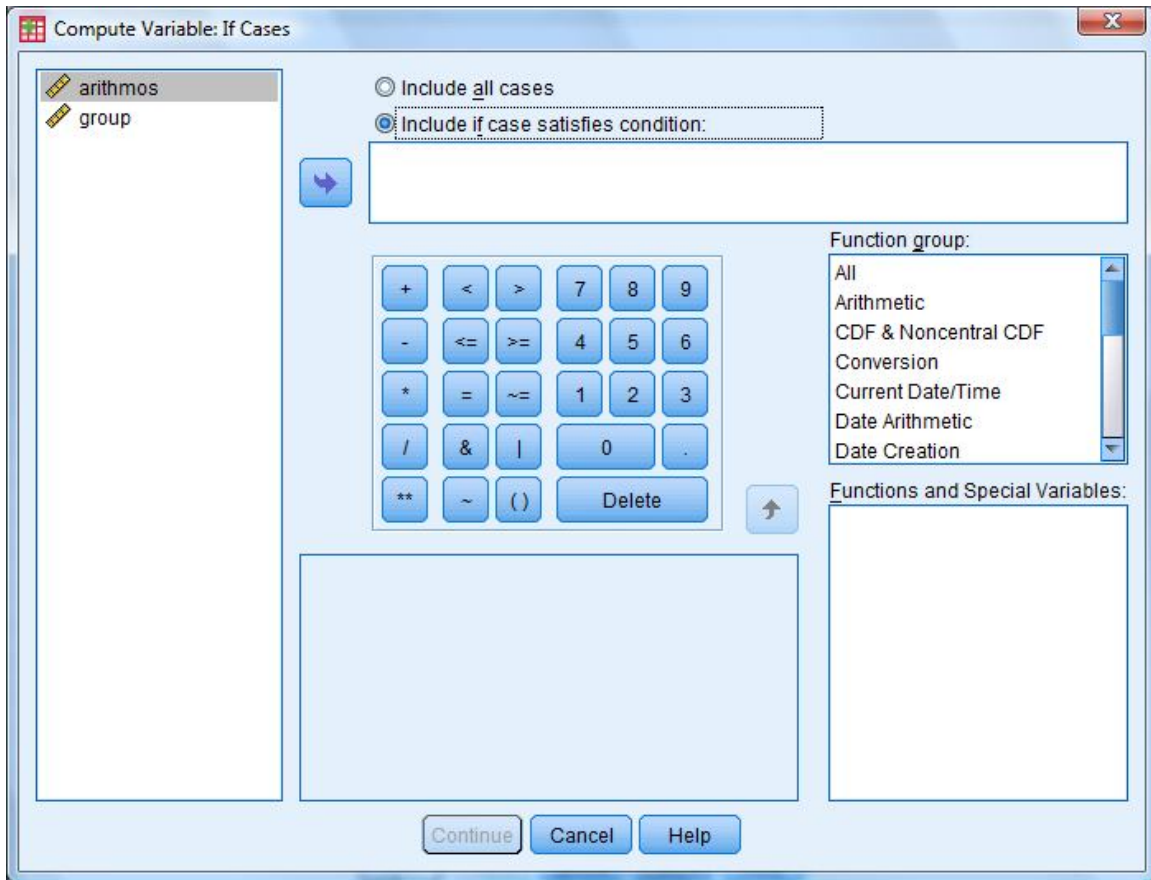 Compute Variable: If Cases
arithmos
group
Include all cases
Include if case satisfies condition:
Function group:
All
Arithmetic
CDF & Noncentral CDF
Conversion
Current Date/Time
Date Arithmetic
Date Creation
+ < > 7 8 9
- <= >= 4 5 6
* = ~= 1 2 3
/ & | 0 .
** ~ ( ) Delete
Functions and Special Variables:
Continue Cancel Help